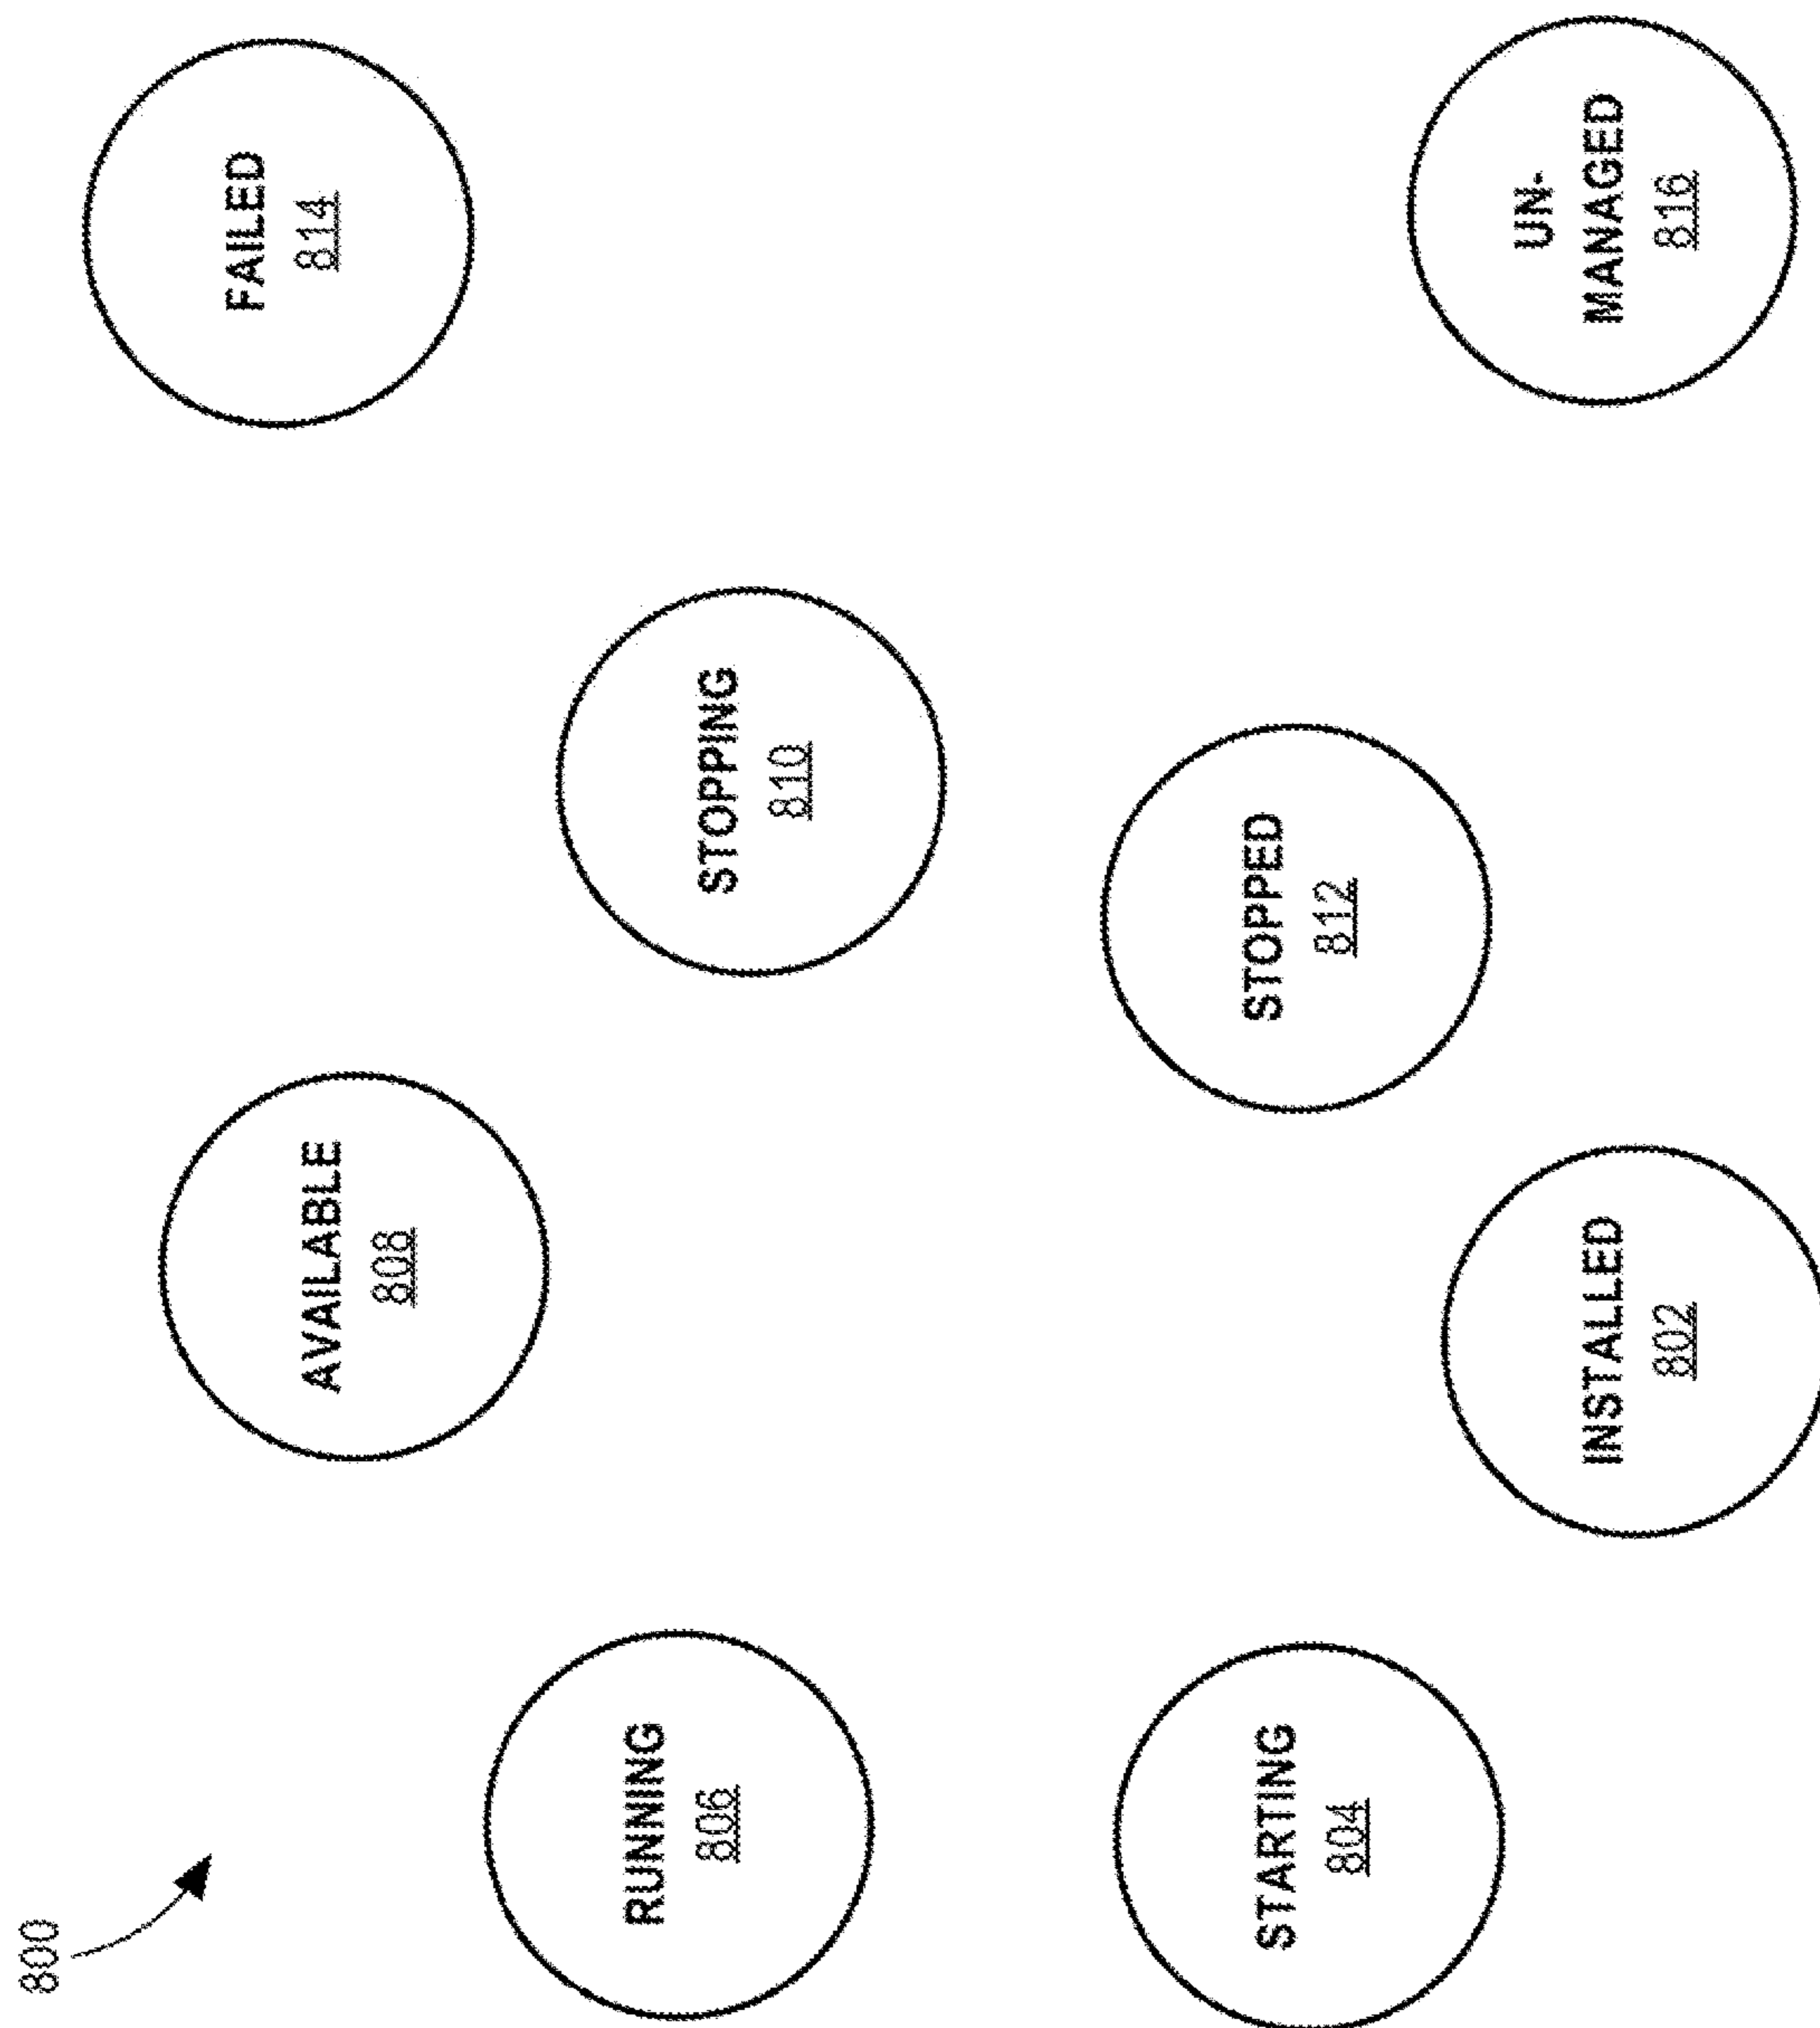 800
RUNNING
806
AVAILABLE
808
STOPPING
810
FAILED
814
STARTING
804
INSTALLED
802
STOPPED
812
UN-
MANAGED
816